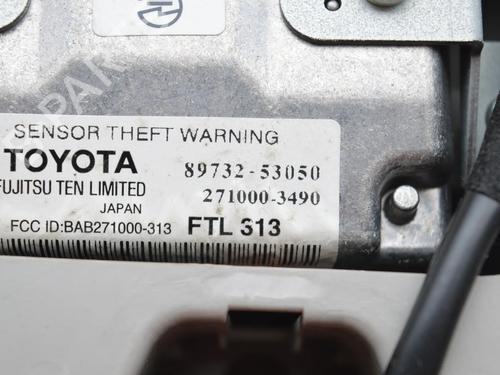 SENSOR THEFT WARNING
TOYOTA 89732-53050
FUJITSU TEN LIMITED 271000-3490
JAPAN
FCC ID:BAB271000-313 FTL 313